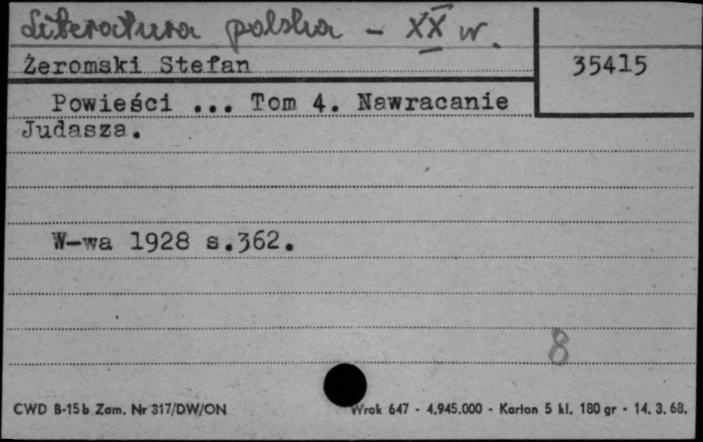 Literatura polska - XX w.
Żeromski Stefan
35415
Powieści ... Tom 4. Nawracanie
Judasza.
W-wa 1928 s.362.
8
CWD B-15b Zam. Nr 317/DW/ON
Wrok 647 - 4.945.000 - Karton 5 kl. 180 gr - 14. 3. 68.